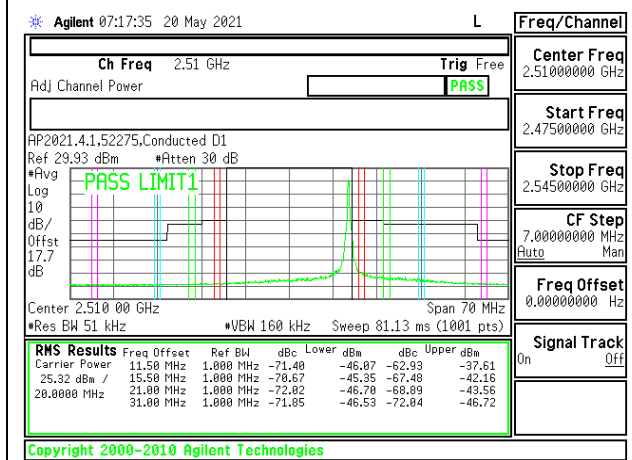 Agilent 07:17:35 20 May 2021 L
Freq/Channel
Ch Freq 2.51 GHz Trig Free
Adj Channel Power PASS
AP2021.4.1,52275,Conducted D1
Ref 29.93 dBm #Atten 30 dB
#Avg
Log
10
dB/
Offst
17.7
dB
PASS LIMIT1
Center 2.510 00 GHz Span 70 MHz
#Res BW 51 kHz #VBW 160 kHz Sweep 81.13 ms (1001 pts)
RMS Results Freq Offset Ref BW dBc Lower dBm dBc Upper dBm
Carrier Power 11.50 MHz 1.000 MHz -71.40 -46.07 -62.93 -37.61
25.32 dBm / 15.50 MHz 1.000 MHz -70.67 -45.35 -67.48 -42.16
20.0000 MHz 21.00 MHz 1.000 MHz -72.02 -46.70 -68.89 -43.56
31.00 MHz 1.000 MHz -71.85 -46.53 -72.04 -46.72
Copyright 2000-2010 Agilent Technologies
Center Freq
2.51000000 GHz
Start Freq
2.47500000 GHz
Stop Freq
2.54500000 GHz
CF Step
7.00000000 MHz
Auto Man
Freq Offset
0.00000000 Hz
Signal Track
On Off